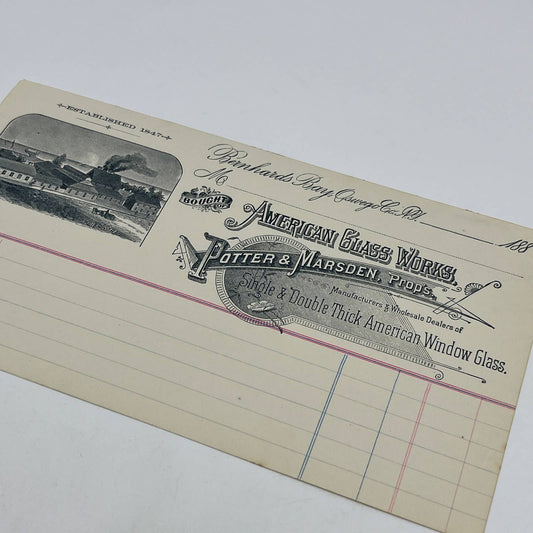 ESTABLISHED 1847
Bernhards Bay, Oswego Co. N.Y. 188
M
BOUGHT OF
AMERICAN GLASS WORKS,
POTTER & MARSDEN, Props.
Manufacturers & Wholesale Dealers of
Single & Double Thick American Window Glass.